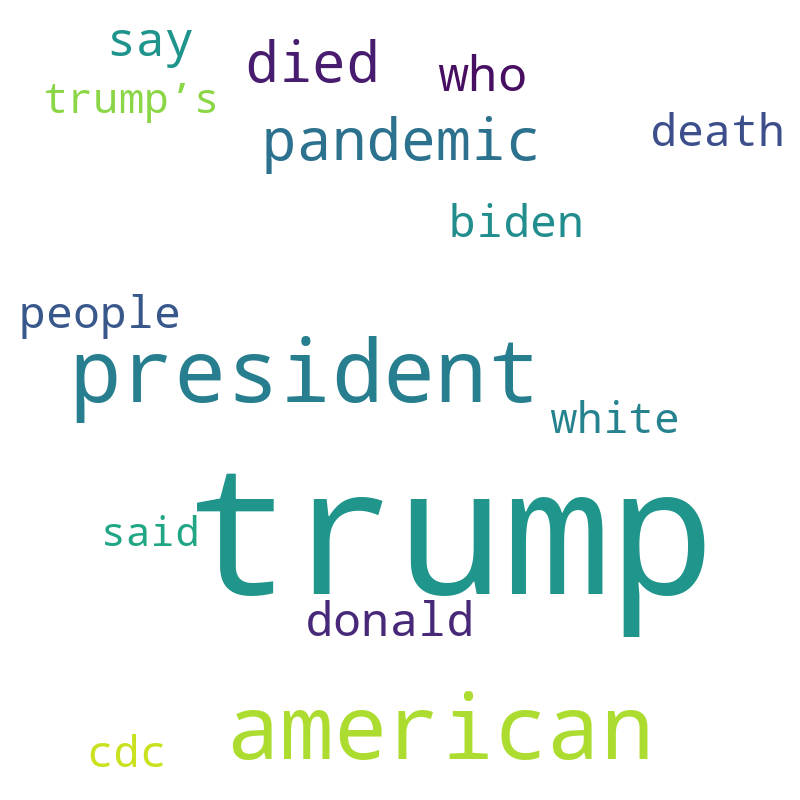 say
died
who
trump’s
pandemic
death
biden
people
president
white
trump
said
donald
american
cdc